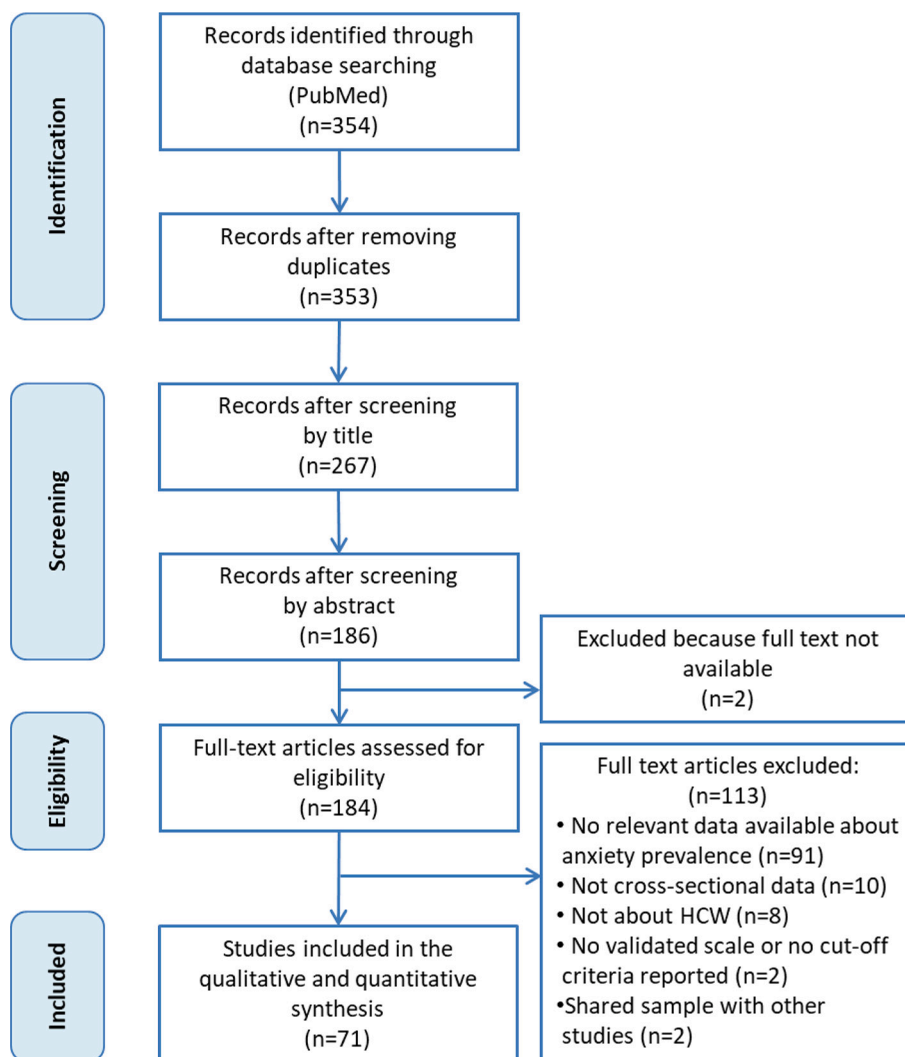 Identification
Records identified through
database searching
(PubMed)
(n=354)
Records after removing
duplicates
(n=353)
Screening
Records after screening
by title
(n=267)
Records after screening
by abstract
(n=186)
Excluded because full text not
available
(n=2)
Eligibility
Full-text articles assessed for
eligibility
(n=184)
Full text articles excluded:
(n=113)
• No relevant data available about
anxiety prevalence (n=91)
• Not cross-sectional data (n=10)
• Not about HCW (n=8)
• No validated scale or no cut-off
criteria reported (n=2)
•Shared sample with other
studies (n=2)
Included
Studies included in the
qualitative and quantitative
synthesis
(n=71)